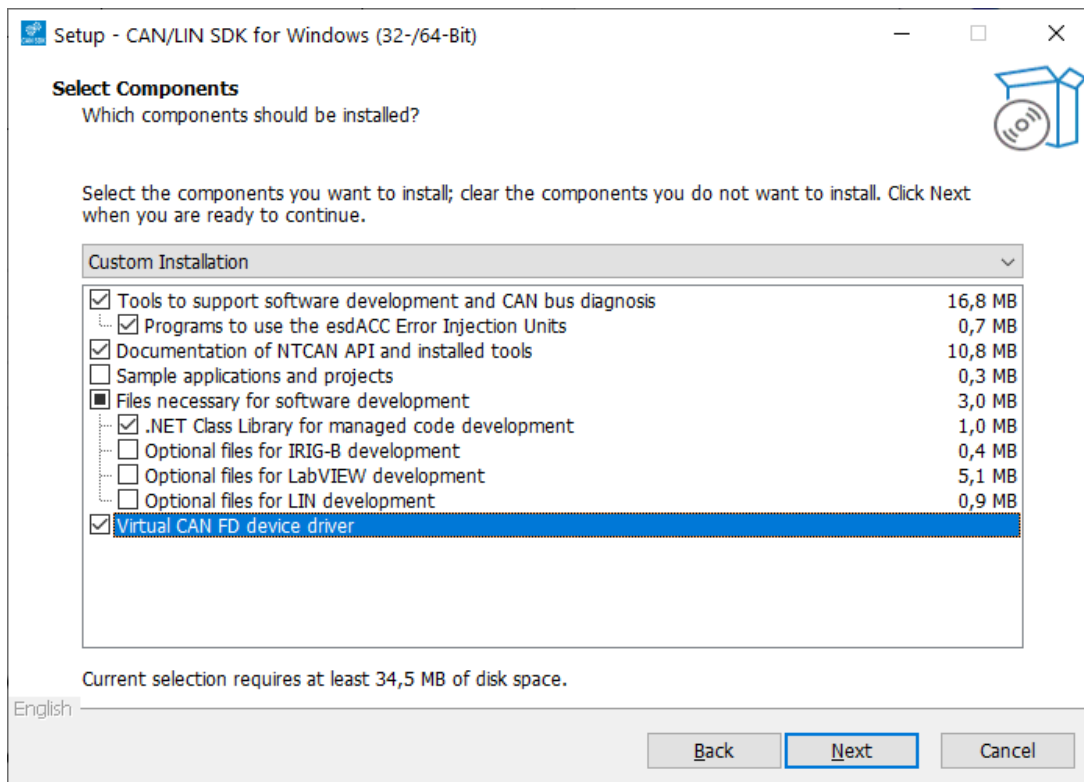 Setup - CAN/LIN SDK for Windows (32-/64-Bit)
Select Components
Which components should be installed?
Select the components you want to install; clear the components you do not want to install. Click Next
when you are ready to continue.
Custom Installation
Tools to support software development and CAN bus diagnosis 16,8 MB
Programs to use the esdACC Error Injection Units 0,7 MB
Documentation of NTCAN API and installed tools 10,8 MB
Sample applications and projects 0,3 MB
Files necessary for software development 3,0 MB
.NET Class Library for managed code development 1,0 MB
Optional files for IRIG-B development 0,4 MB
Optional files for LabVIEW development 5,1 MB
Optional files for LIN development 0,9 MB
Virtual CAN FD device driver
Current selection requires at least 34,5 MB of disk space.
English
Back Next Cancel